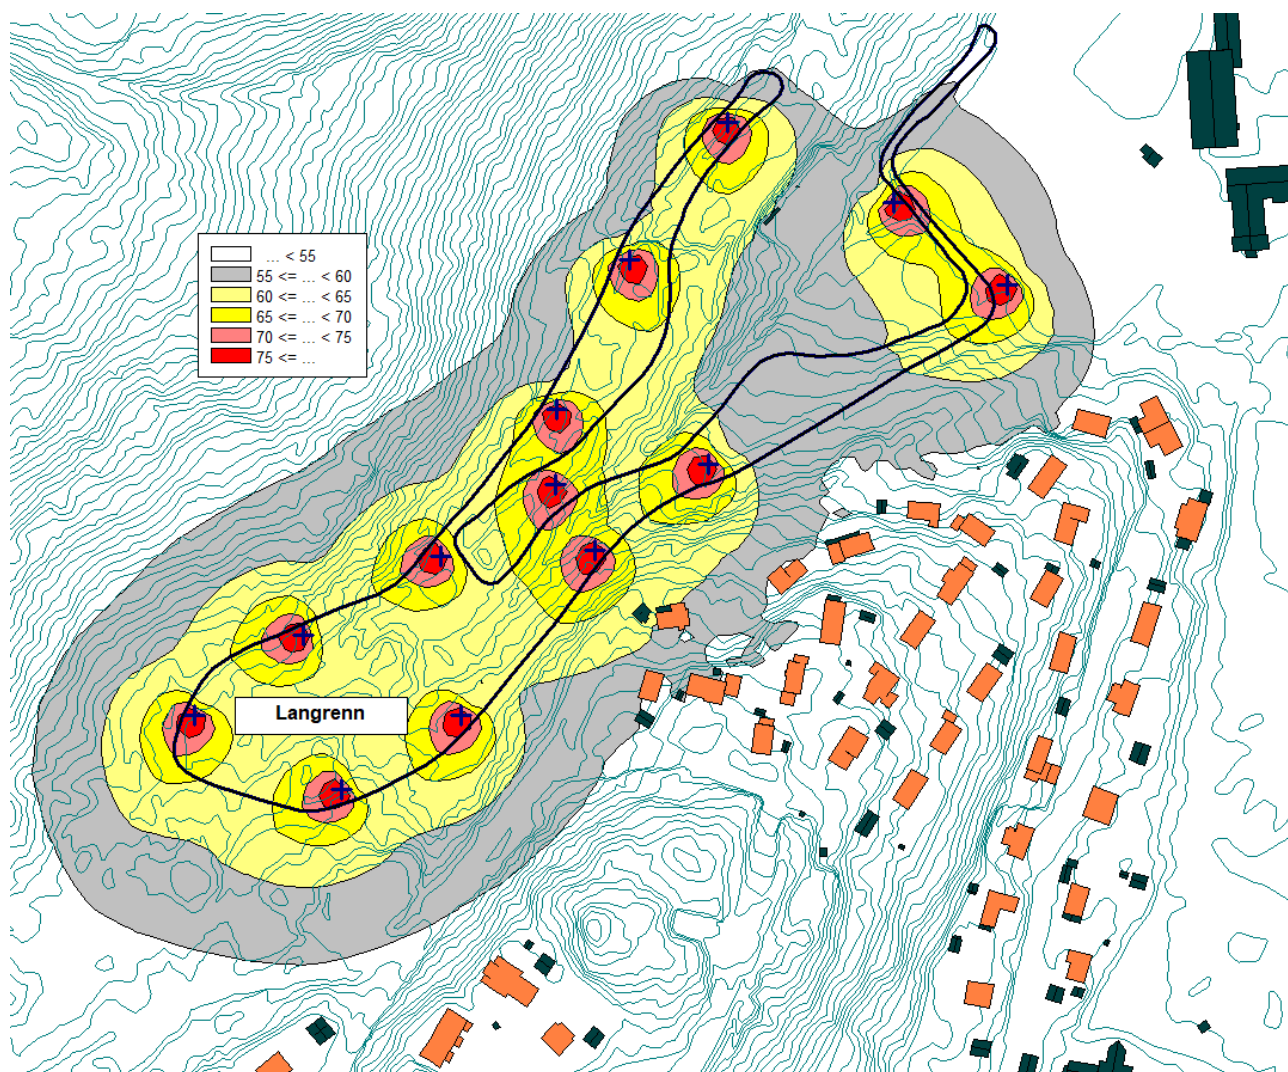 ... < 55
55 <= ... < 60
60 <= ... < 65
65 <= ... < 70
70 <= ... < 75
75 <= ...
Langrenn